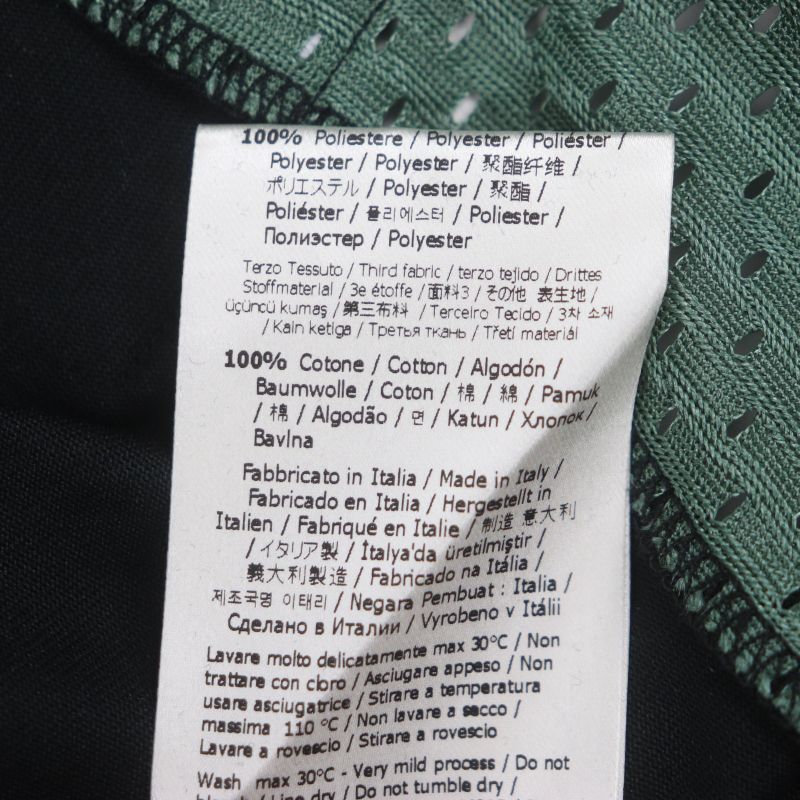 100% Poliestere / Polyester / Poliéster /
Polyester / Polyester / 聚酯纤维 /
ポリエステル / Polyester / 聚酯 /
Poliéster / 폴리에스터 / Poliester /
Полиэстер / Polyester
Terzo Tessuto / Third fabric / terzo tejido / Drittes
Stoffmaterial / 3e étoffe / 面料3 / その他 表生地 /
üçüncü kumaş / 第三布料 / Terceiro Tecido / 3차 소재
/ Kain ketiga / Третья ткань / Třetí materiál
100% Cotone / Cotton / Algodón /
Baumwolle / Coton / 棉 / 綿 / Pamuk
/ 棉 / Algodão / 면 / Katun / Хлопок /
Bavlna
Fabbricato in Italia / Made in Italy /
Fabricado en Italia / Hergestellt in
Italien / Fabriqué en Italie / 制造 意大利
/ イタリア製 / İtalya'da üretilmiştir /
義大利製造 / Fabricado na Itália /
제조국명 이태리 / Negara Pembuat : Italia /
Сделано в Италии / Vyrobeno v Itálii
Lavare molto delicatamente max 30°C / Non
trattare con cloro / Asciugare appeso / Non
usare asciugatrice / Stirare a temperatura
massima 110 °C / Non lavare a secco /
Lavare a rovescio / Stirare a rovescio
Wash max 30°C - Very mild process / Do not
bleach / Line dry / Do not tumble dry /